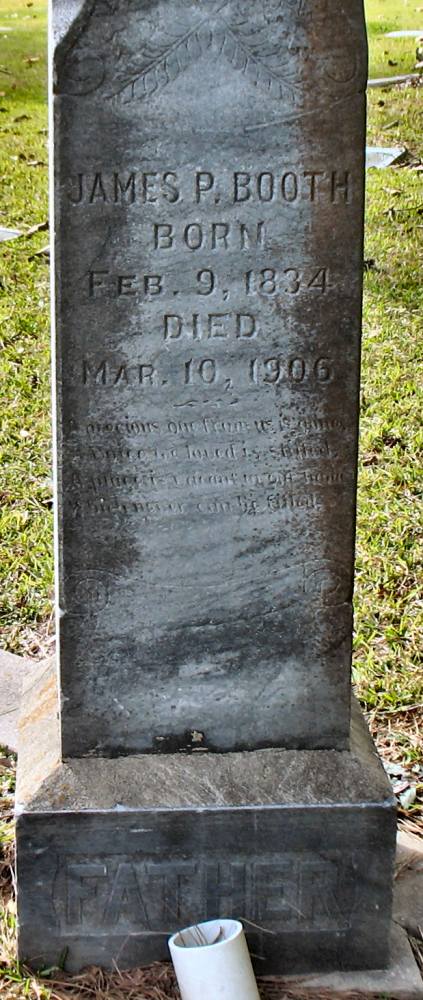 JAMES P. BOOTH
BORN
FEB. 9, 1834
DIED
MAR. 10, 1906
A precious one from us is gone,
A voice we loved is stilled,
A place is vacant in our home
Which never can be filled.
FATHER